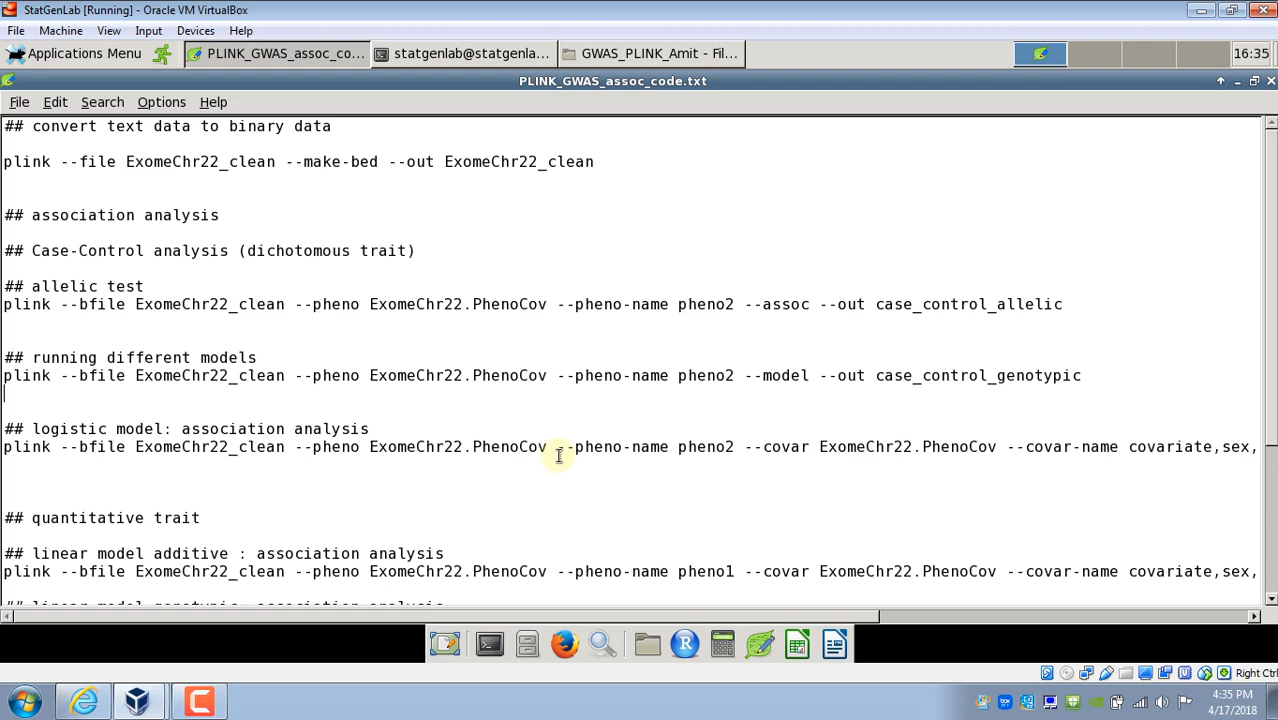 StatGenLab [Running] - Oracle VM VirtualBox
File Machine View Input Devices Help
Applications Menu PLINK_GWAS_assoc_co... statgenlab@statgenla... GWAS_PLINK_Amit - Fil... 16:35
PLINK_GWAS_assoc_code.txt
File Edit Search Options Help
## convert text data to binary data
plink --file ExomeChr22_clean --make-bed --out ExomeChr22_clean
## association analysis
## Case-Control analysis (dichotomous trait)
## allelic test
plink --bfile ExomeChr22_clean --pheno ExomeChr22.PhenoCov --pheno-name pheno2 --assoc --out case_control_allelic
## running different models
plink --bfile ExomeChr22_clean --pheno ExomeChr22.PhenoCov --pheno-name pheno2 --model --out case_control_genotypic
## logistic model: association analysis
plink --bfile ExomeChr22_clean --pheno ExomeChr22.PhenoCov --pheno-name pheno2 --covar ExomeChr22.PhenoCov --covar-name covariate,sex,
## quantitative trait
## linear model additive : association analysis
plink --bfile ExomeChr22_clean --pheno ExomeChr22.PhenoCov --pheno-name pheno1 --covar ExomeChr22.PhenoCov --covar-name covariate,sex,
## linear model genotypic: association analysis
Right Ctrl
4:35 PM
4/17/2018